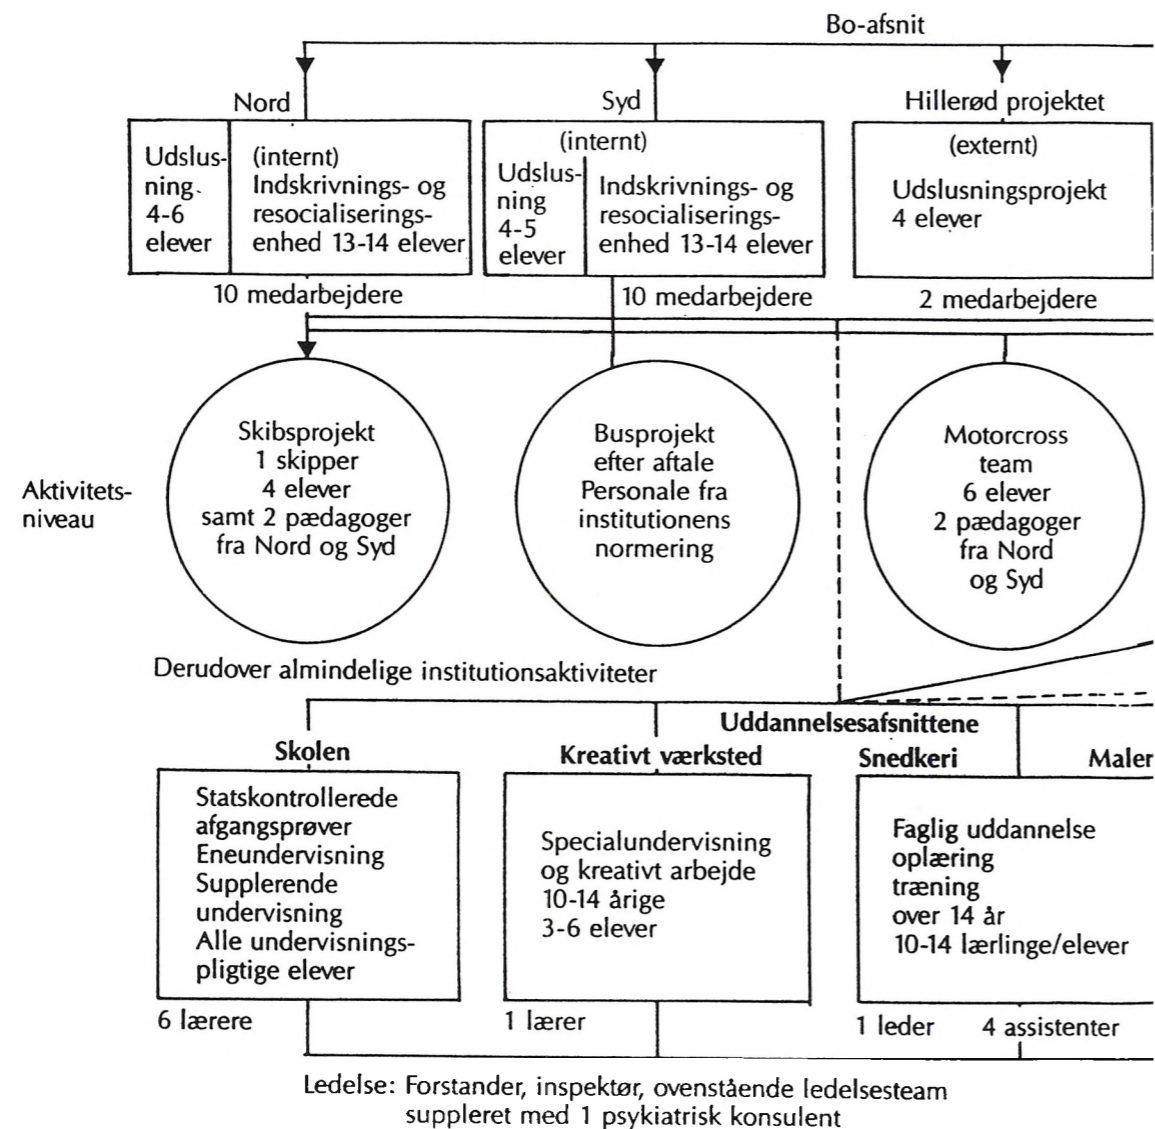 Bo-afsnit
Nord
Syd
Hillerød projektet
Udslus-
ning
4-6
elever
(internt)
Indskrivnings- og
resocialiserings-
enhed 13-14 elever
(internt)
Udslus-
ning
4-5
elever
Indskrivnings- og
resocialiserings-
enhed 13-14 elever
(externt)
Udslusningsprojekt
4 elever
10 medarbejdere
10 medarbejdere
2 medarbejdere
Aktivitets-
niveau
Skibsprojekt
1 skipper
4 elever
samt 2 pædagoger
fra Nord og Syd
Busprojekt
efter aftale
Personale fra
institutionens
normering
Motorcross
team
6 elever
2 pædagoger
fra Nord
og Syd
Derudover almindelige institutionsaktiviteter
Uddannelsesafsnittene
Skolen
Kreativt værksted
Snedkeri
Maler
Statskontrollerede
afgangsprøver
Eneundervisning
Supplerende
undervisning
Alle undervisnings-
pligtige elever
Specialundervisning
og kreativt arbejde
10-14 årige
3-6 elever
Faglig uddannelse
oplæring
træning
over 14 år
10-14 lærlinge/elever
6 lærere
1 lærer
1 leder 4 assistenter
Ledelse: Forstander, inspektør, ovenstående ledelsesteam
suppleret med 1 psykiatrisk konsulent